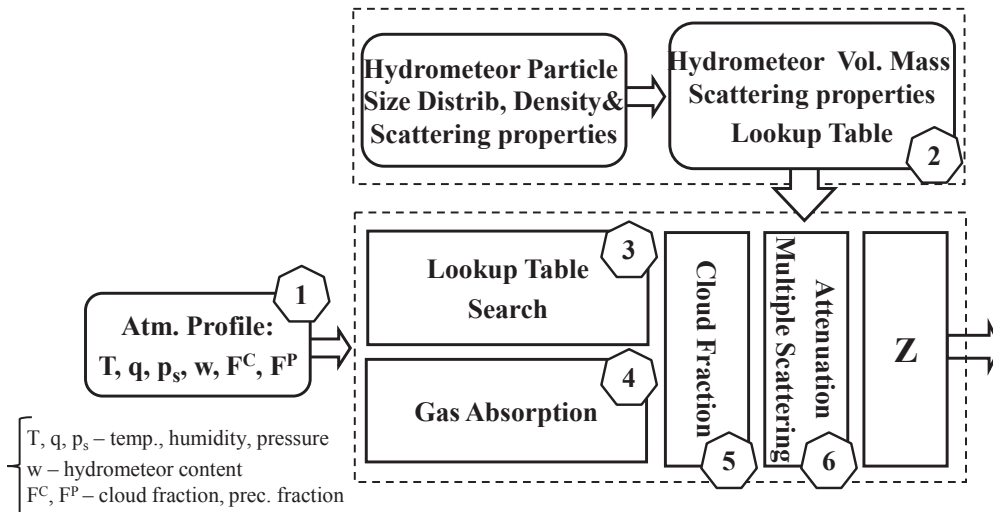 Hydrometeor Particle
Size Distrib, Density&
Scattering properties
Hydrometeor Vol. Mass
Scattering properties
Lookup Table
2
1
Atm. Profile:
T, q, pₛ, w, Fᶜ, Fᴾ
3
Lookup Table
Search
4
Gas Absorption
Cloud Fraction
5
Attenuation
Multiple Scattering
6
Z
T, q, pₛ – temp., humidity, pressure
w – hydrometeor content
Fᶜ, Fᴾ – cloud fraction, prec. fraction